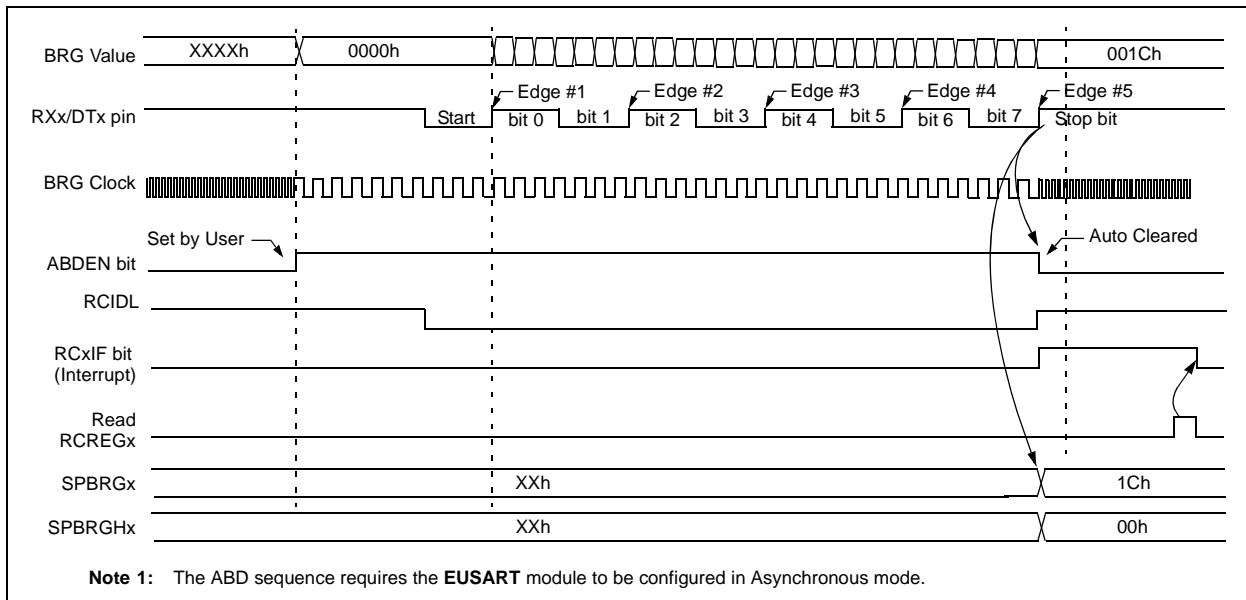 BRG Value XXXXh 0000h 001Ch
Edge #1 Edge #2 Edge #3 Edge #4 Edge #5
RXx/DTx pin Start bit 0 bit 1 bit 2 bit 3 bit 4 bit 5 bit 6 bit 7 Stop bit
BRG Clock
Set by User Auto Cleared
ABDEN bit
RCIDL
RCxIF bit
(Interrupt)
Read
RCREGx
SPBRGx XXh 1Ch
SPBRGHx XXh 00h
Note 1: The ABD sequence requires the EUSART module to be configured in Asynchronous mode.